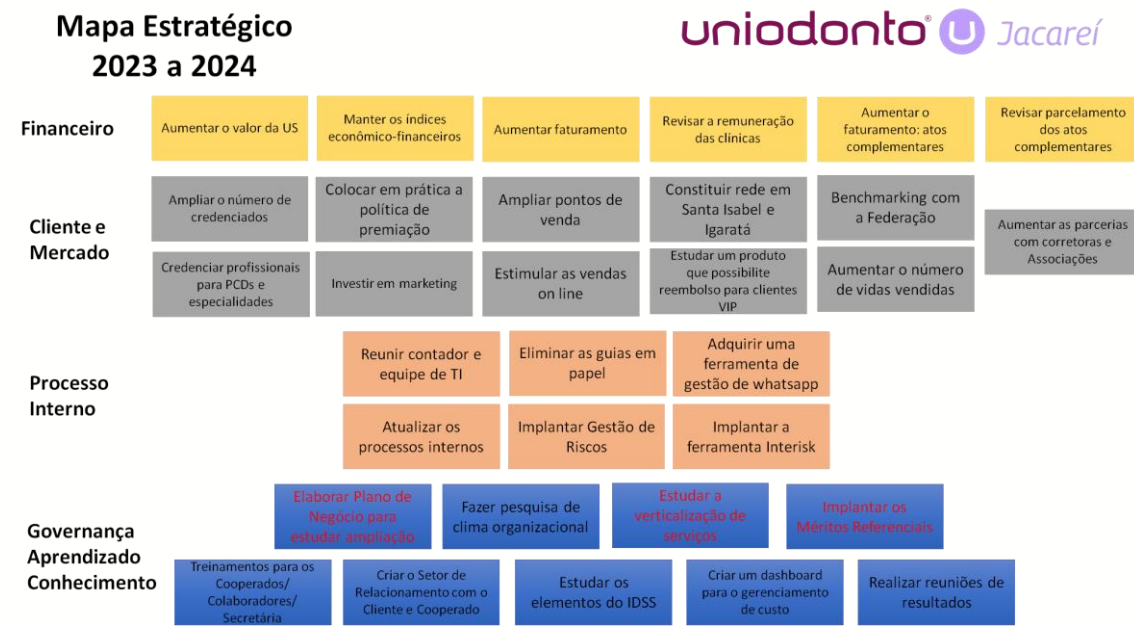 Mapa Estratégico
2023 a 2024
uniodonto® U Jacareí
Financeiro
Aumentar o valor da US
Manter os índices
econômico-financeiros
Aumentar faturamento
Revisar a remuneração
das clínicas
Aumentar o
faturamento: atos
complementares
Revisar parcelamento
dos atos
complementares
Cliente e
Mercado
Ampliar o número de
credenciados
Colocar em prática a
política de
premiação
Ampliar pontos de
venda
Constituir rede em
Santa Isabel e
Igaratá
Benchmarking com
a Federação
Aumentar as parcerias
com corretoras e
Associações
Credenciar profissionais
para PCDs e
especialidades
Investir em marketing
Estimular as vendas
on line
Estudar um produto
que possibilite
reembolso para clientes
VIP
Aumentar o número
de vidas vendidas
Processo
Interno
Reunir contador e
equipe de TI
Eliminar as guias em
papel
Adquirir uma
ferramenta de
gestão de whatsapp
Atualizar os
processos internos
Implantar Gestão de
Riscos
Implantar a
ferramenta Interisk
Governança
Aprendizado
Conhecimento
Elaborar Plano de
Negócio para
estudar ampliação
Fazer pesquisa de
clima organizacional
Estudar a
verticalização de
serviços
Implantar os
Méritos Referenciais
Treinamentos para os
Cooperados/
Colaboradores/
Secretária
Criar o Setor de
Relacionamento com o
Cliente e Cooperado
Estudar os
elementos do IDSS
Criar um dashboard
para o gerenciamento
de custo
Realizar reuniões de
resultados